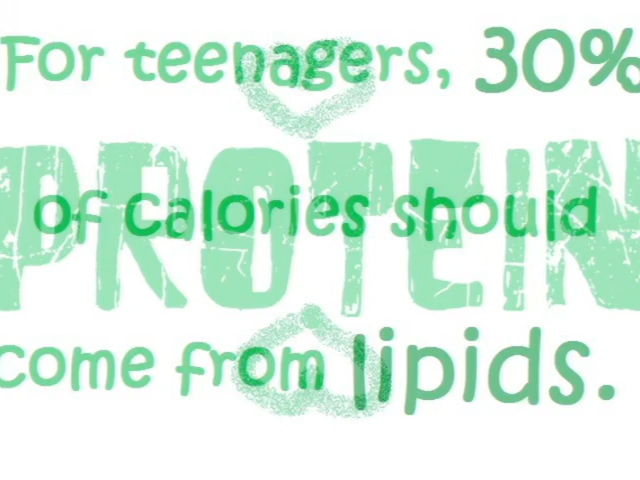 For teenagers, 30%
PROTEIN
of calories should
come from lipids.